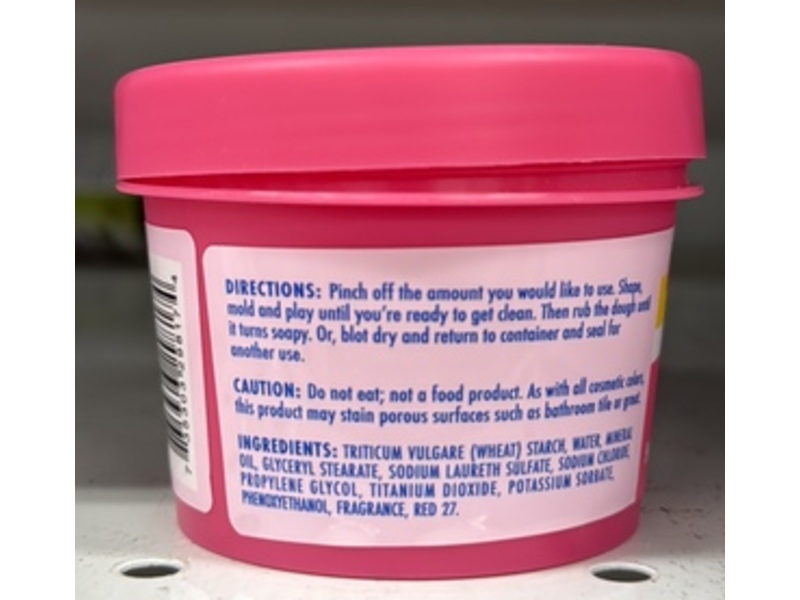 DIRECTIONS: Pinch off the amount you would like to use. Shape,
mold and play until you're ready to get clean. Then rub the dough until
it turns soapy. Or, blot dry and return to container and seal for
another use.
CAUTION: Do not eat; not a food product. As with all cosmetic colors,
this product may stain porous surfaces such as bathroom tile or grout.
INGREDIENTS: TRITICUM VULGARE (WHEAT) STARCH, WATER, MINERAL
OIL, GLYCERYL STEARATE, SODIUM LAURETH SULFATE, SODIUM CHLORIDE,
PROPYLENE GLYCOL, TITANIUM DIOXIDE, POTASSIUM SORBATE,
PHENOXYETHANOL, FRAGRANCE, RED 27.